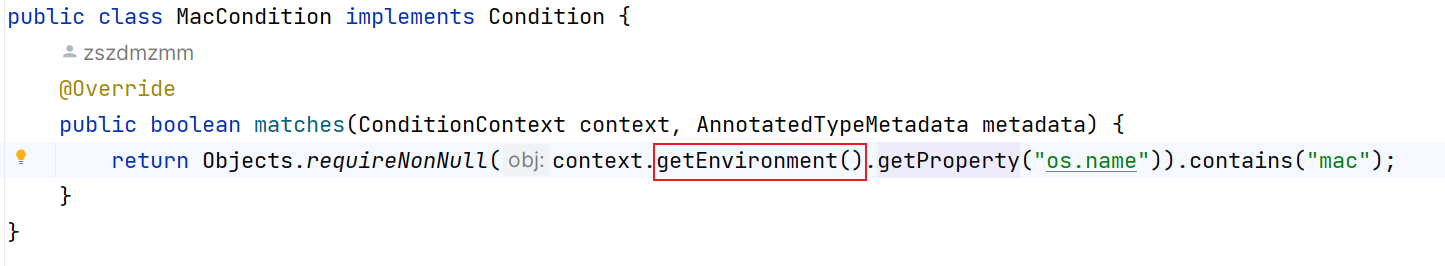 public class MacCondition implements Condition {
zszdmzmm
@Override
public boolean matches(ConditionContext context, AnnotatedTypeMetadata metadata) {
return Objects.requireNonNull( obj: context.getEnvironment().getProperty("os.name")).contains("mac");
}
}